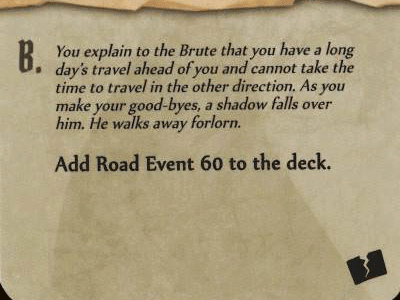 B. You explain to the Brute that you have a long
day's travel ahead of you and cannot take the
time to travel in the other direction. As you
make your good-byes, a shadow falls over
him. He walks away forlorn.
Add Road Event 60 to the deck.